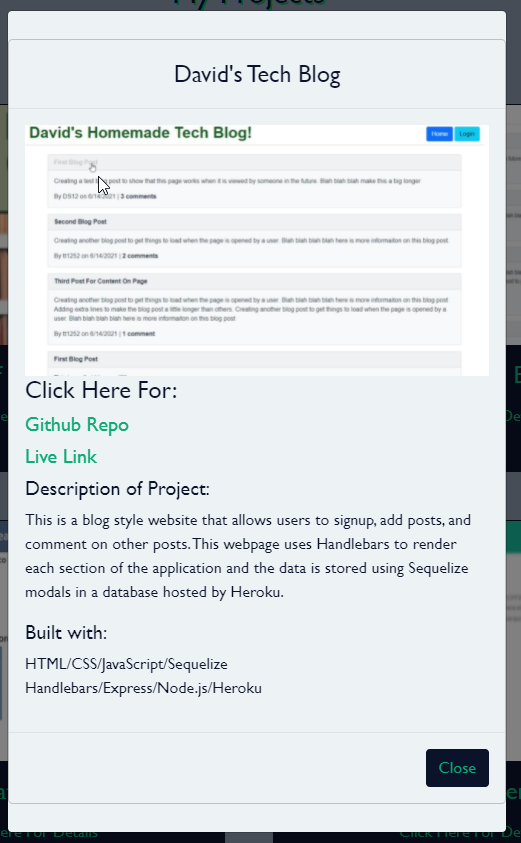 My Projects
David's Tech Blog
David's Homemade Tech Blog!
Home
Login
First Blog Post
Creating a test blog post to show that this page works when it is viewed by someone in the future. Blah blah blah make this a big longer
By DS12 on 6/14/2021 | 3 comments
Second Blog Post
Creating another blog post to get things to load when the page is opened by a user. Blah blah blah blah here is more informaiton on this blog post
By tt1252 on 6/14/2021 | 2 comments
Third Post For Content On Page
Creating another blog post to get things to load when the page is opened by a user. Blah blah blah blah here is more informaiton on this blog post
Adding extra lines to make the blog post a little longer than others. Creating another blog post to get things to load when the page is opened by a
user. Blah blah blah blah here is more informaiton on this blog post
By tt1252 on 6/14/2021 | 1 comment
First Blog Post
Click Here For:
Github Repo
Live Link
Description of Project:
This is a blog style website that allows users to signup, add posts, and
comment on other posts. This webpage uses Handlebars to render
each section of the application and the data is stored using Sequelize
modals in a database hosted by Heroku.
Built with:
HTML/CSS/JavaScript/Sequelize
Handlebars/Express/Node.js/Heroku
Close
Here For Details
Click Here For De